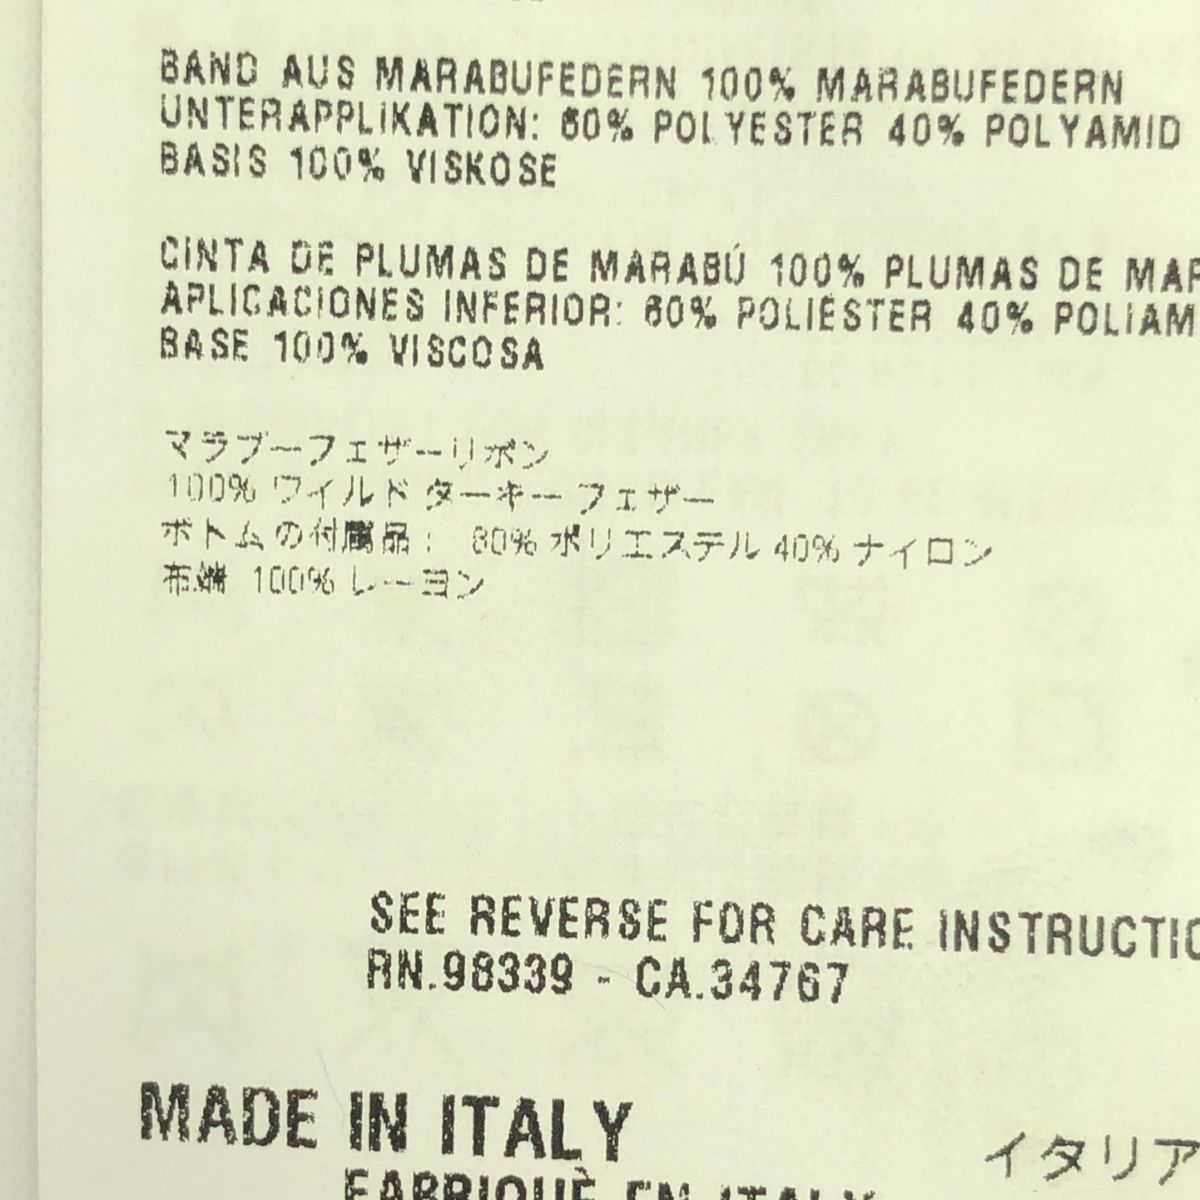 BAND AUS MARABUFEDERN 100% MARABUFEDERN
UNTERAPPLIKATION: 60% POLYESTER 40% POLYAMID
BASIS 100% VISKOSE
CINTA DE PLUMAS DE MARABÚ 100% PLUMAS DE MAR
APLICACIONES INFERIOR: 60% POLIÉSTER 40% POLIAM
BASE 100% VISCOSA
マラブーフェザーリボン
100% ワイルド ターキー フェザー
ボトムの付属品： 60% ポリエステル 40% ナイロン
布端 100% レーヨン
SEE REVERSE FOR CARE INSTRUCTIO
RN.98339 - CA.34767
MADE IN ITALY
イタリア
FABRIQUÈ EN ITALY